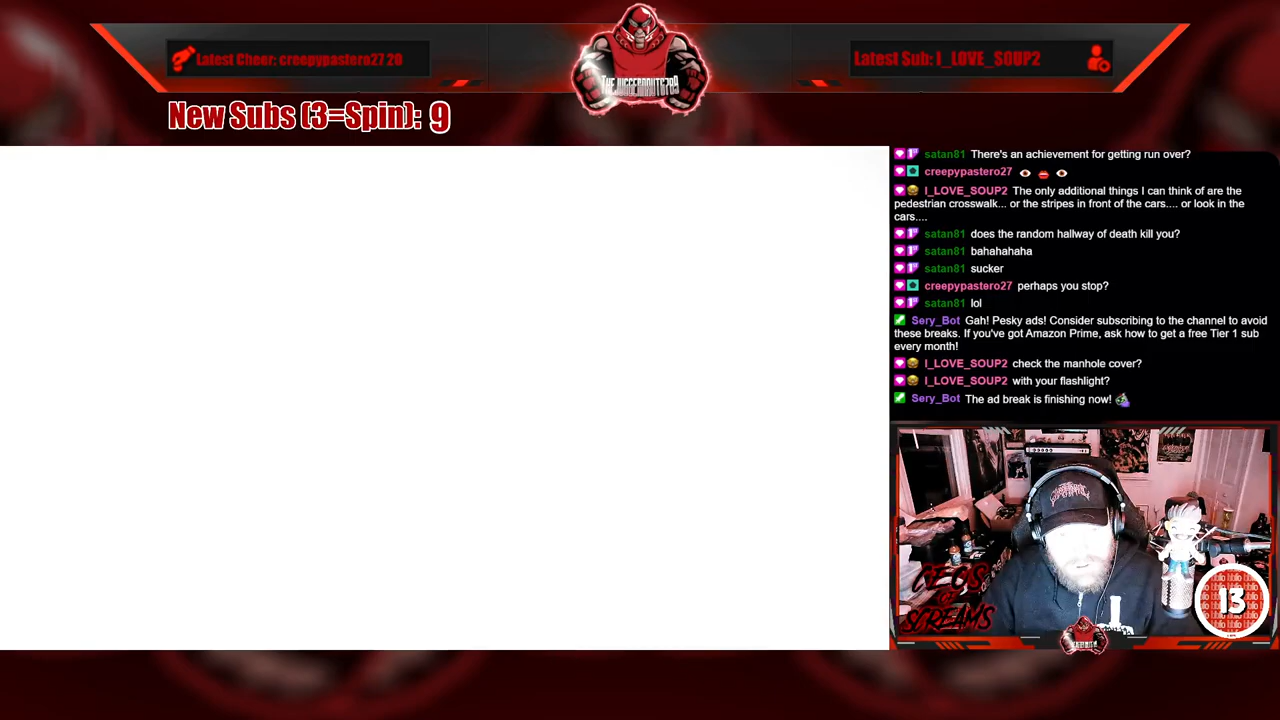 Latest Cheer: creepypastero27 20
THEJUGGERNAUT6789
Latest Sub: I_LOVE_SOUP2
New Subs (3=Spin): 9
satan81 There's an achievement for getting run over?
creepypastero27
I_LOVE_SOUP2 The only additional things I can think of are the
pedestrian crosswalk... or the stripes in front of the cars.... or look in the
cars....
satan81 does the random hallway of death kill you?
satan81 bahahahaha
satan81 sucker
creepypastero27 perhaps you stop?
satan81 lol
Sery_Bot Gah! Pesky ads! Consider subscribing to the channel to avoid
these breaks. If you've got Amazon Prime, ask how to get a free Tier 1 sub
every month!
I_LOVE_SOUP2 check the manhole cover?
I_LOVE_SOUP2 with your flashlight?
Sery_Bot The ad break is finishing now!
SCREAMS
13